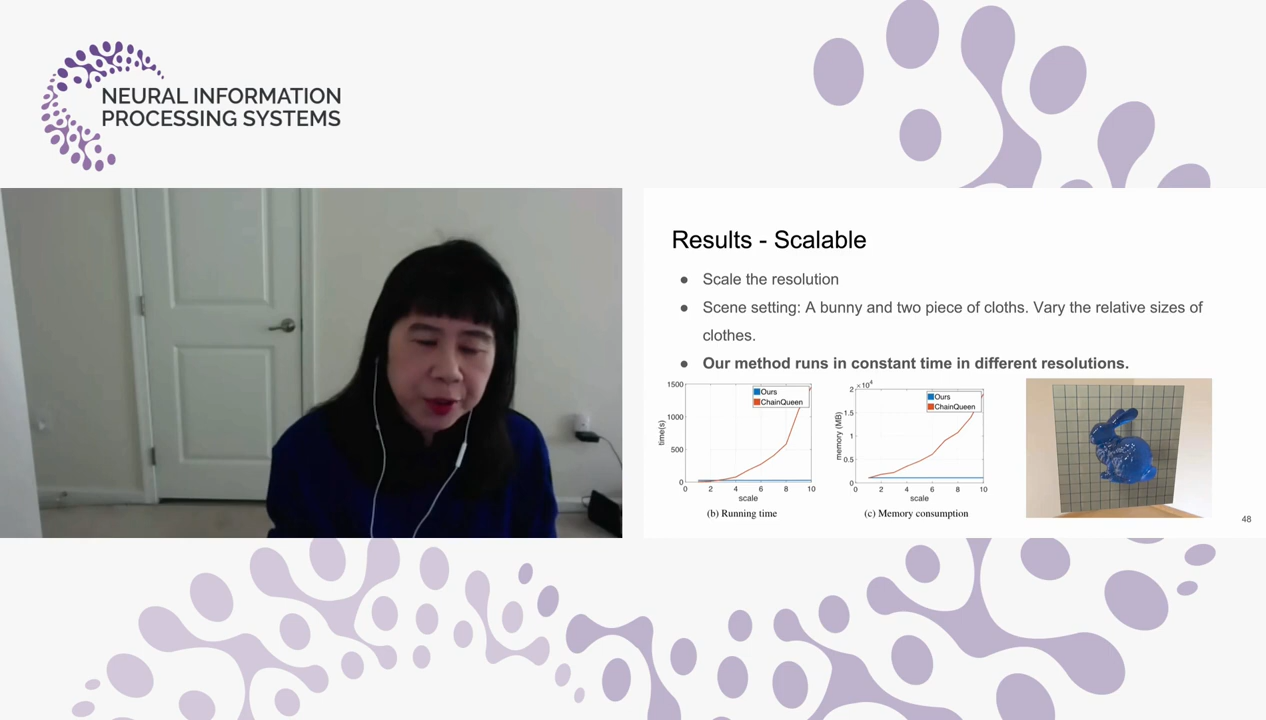 NEURAL INFORMATION
PROCESSING SYSTEMS
Results - Scalable
● Scale the resolution
● Scene setting: A bunny and two piece of cloths. Vary the relative sizes of
clothes.
● Our method runs in constant time in different resolutions.
1500
1000
500
0
time(s)
Ours
ChainQueen
0 2 4 6 8 10
scale
(b) Running time
×10⁴
2
1.5
1
0.5
0
memory (MB)
Ours
ChainQueen
0 2 4 6 8 10
scale
(c) Memory consumption
48